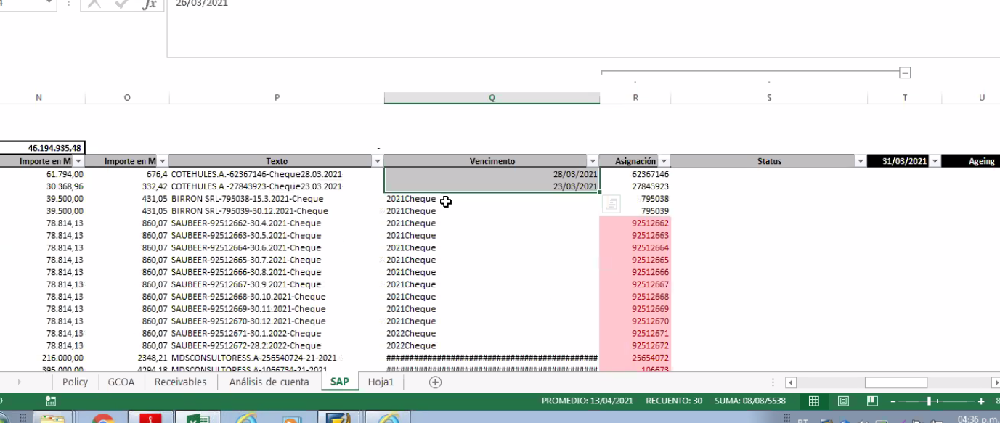 26/03/2021
N O P Q R S T U
46.194.935,48 -
Importe en M Importe en M Texto Vencimento Asignación Status 31/03/2021 Ageing
61.794,00 676,4 COTEHULES.A.-62367146-Cheque28.03.2021 28/03/2021 62367146
30.368,96 332,42 COTEHULES.A.-27843923-Cheque23.03.2021 23/03/2021 27843923
39.500,00 431,05 BIRRON SRL-795038-15.3.2021-Cheque 2021Cheque 795038
39.500,00 431,05 BIRRON SRL-795039-30.12.2021-Cheque 2021Cheque 795039
78.814,13 860,07 SAUBEER-92512662-30.4.2021-Cheque 2021Cheque 92512662
78.814,13 860,07 SAUBEER-92512663-30.5.2021-Cheque 2021Cheque 92512663
78.814,13 860,07 SAUBEER-92512664-30.6.2021-Cheque 2021Cheque 92512664
78.814,13 860,07 SAUBEER-92512665-30.7.2021-Cheque 2021Cheque 92512665
78.814,13 860,07 SAUBEER-92512666-30.8.2021-Cheque 2021Cheque 92512666
78.814,13 860,07 SAUBEER-92512667-30.9.2021-Cheque 2021Cheque 92512667
78.814,13 860,07 SAUBEER-92512668-30.10.2021-Cheque 2021Cheque 92512668
78.814,13 860,07 SAUBEER-92512669-30.11.2021-Cheque 2021Cheque 92512669
78.814,13 860,07 SAUBEER-92512670-30.12.2021-Cheque 2021Cheque 92512670
78.814,13 860,07 SAUBEER-92512671-30.1.2022-Cheque 2022Cheque 92512671
78.814,13 860,07 SAUBEER-92512672-28.2.2022-Cheque 2022Cheque 92512672
216.000,00 2348,21 MDSCONSULTORESS.A-256540724-21-2021 ############################################ 25654072
395.000,00 4294,18 MDSCONSULTORESS.A-1066734-21-2021 ############################################ 106673
Policy GCOA Receivables Análisis de cuenta SAP Hoja1
PROMEDIO: 13/04/2021 RECUENTO: 30 SUMA: 08/08/5538
PT 04:36 p.m.